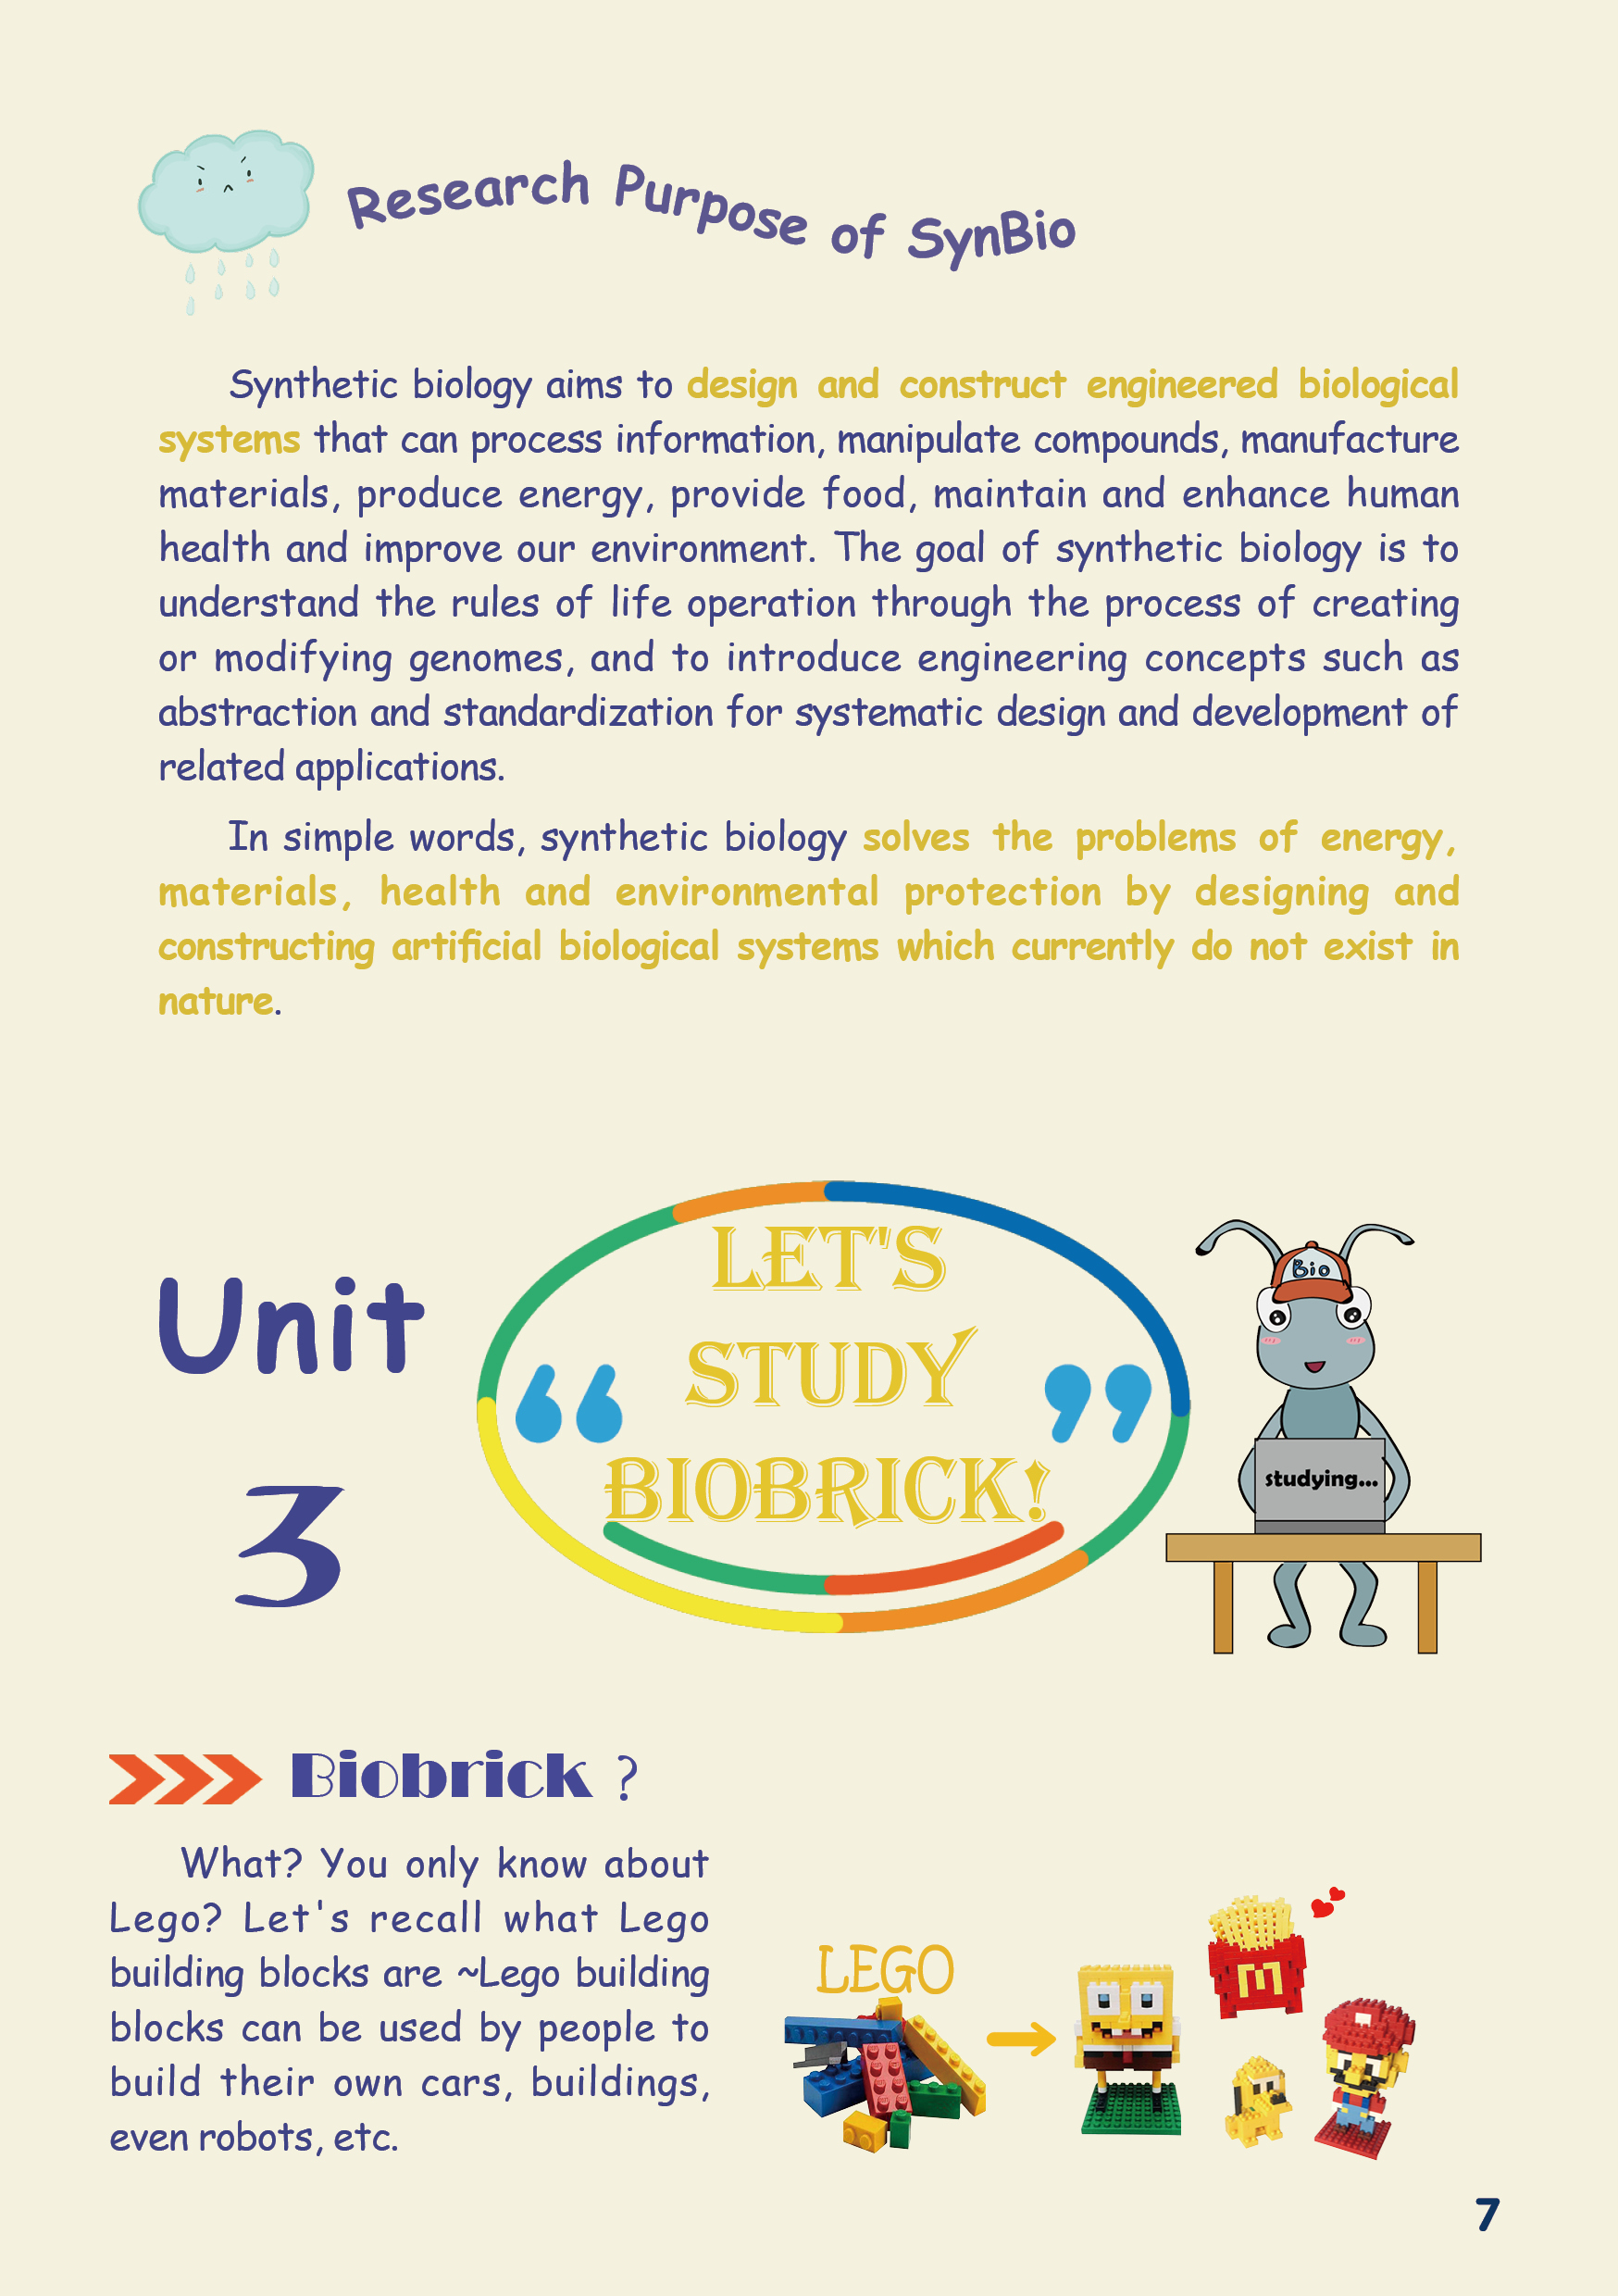 Research Purpose of SynBio
Synthetic biology aims to design and construct engineered biological
systems that can process information, manipulate compounds, manufacture
materials, produce energy, provide food, maintain and enhance human
health and improve our environment. The goal of synthetic biology is to
understand the rules of life operation through the process of creating
or modifying genomes, and to introduce engineering concepts such as
abstraction and standardization for systematic design and development of
related applications.
In simple words, synthetic biology solves the problems of energy,
materials, health and environmental protection by designing and
constructing artificial biological systems which currently do not exist in
nature.
Unit
3
“ LET'S
STUDY
BIOBRICK! ”
Bio
studying...
Biobrick ?
What? You only know about
Lego? Let's recall what Lego
building blocks are ~Lego building
blocks can be used by people to
build their own cars, buildings,
even robots, etc.
LEGO
M
7